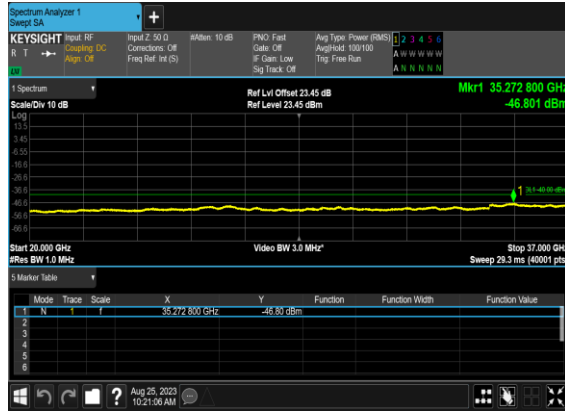 Spectrum Analyzer 1
Swept SA
+
KEYSIGHT Input: RF Input Z: 50 Ω #Atten: 10 dB PNO: Fast Avg Type: Power (RMS) 1 2 3 4 5 6
R T Coupling: DC Corrections: Off Gate: Off Avg|Hold: 100/100 A W W W W W
Align: Off Freq Ref: Int (S) IF Gain: Low Trig: Free Run
Sig Track: Off A N N N N N
1 Spectrum Ref Lvl Offset 23.45 dB Mkr1 35.272 800 GHz
Scale/Div 10 dB Ref Level 23.45 dBm -46.801 dBm
Log
13.5
3.45
-6.55
-16.6
-26.6
-36.6
1
-46.6
-56.6
-66.6
Start 20.000 GHz Video BW 3.0 MHz* Stop 37.000 GHz
#Res BW 1.0 MHz Sweep 29.3 ms (40001 pts)
5 Marker Table
Mode Trace Scale X Y Function Function Width Function Value
1 N 1 f 35.272 800 GHz -46.80 dBm
2
3
4
5
6
? Aug 25, 2023
10:21:06 AM